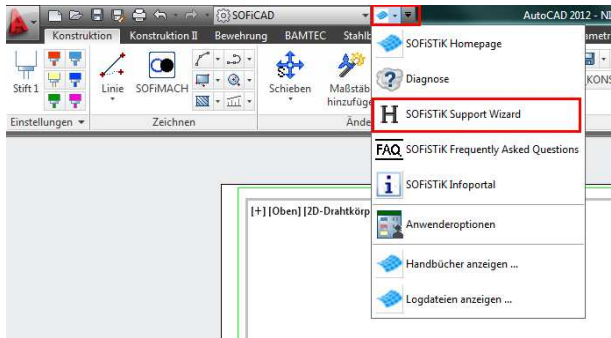 SOFiCAD
AutoCAD 2012 - NI
Konstruktion
Konstruktion II
Bewehrung
BAMTEC
Stahlb
ametr
Stift 1
Linie
SOFiMACH
Schieben
Maßstäb
hinzufüge
KONS
Einstellungen
Zeichnen
Ände
SOFiSTiK Homepage
Diagnose
H SOFiSTiK Support Wizard
FAQ SOFiSTiK Frequently Asked Questions
i SOFiSTiK Infoportal
Anwenderoptionen
Handbücher anzeigen ...
Logdateien anzeigen ...
[+] [Oben] [2D-Drahtkörp